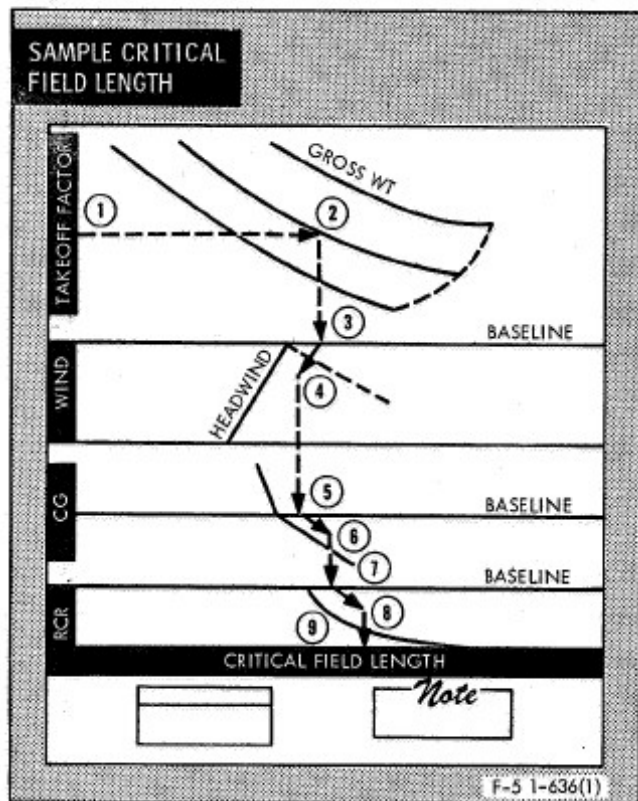 SAMPLE CRITICAL
FIELD LENGTH
TAKEOFF FACTOR
GROSS WT
1
2
3
BASELINE
WIND
HEADWIND
4
CG
5
BASELINE
6
7
BASELINE
RCR
8
9
CRITICAL FIELD LENGTH
Note
F-5 1-636(1)